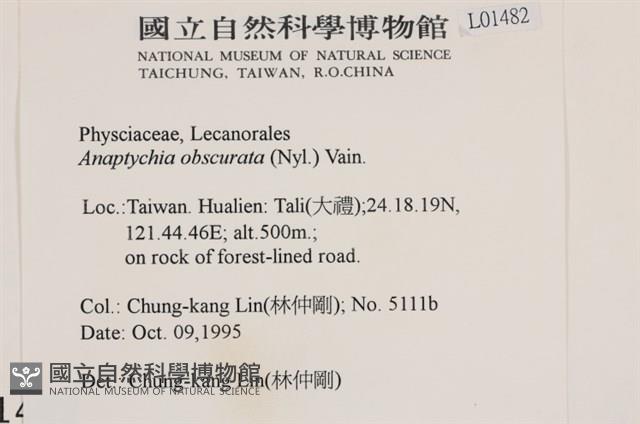 國立自然科學博物館 L01482
NATIONAL MUSEUM OF NATURAL SCIENCE
TAICHUNG, TAIWAN, R.O.CHINA
Physciaceae, Lecanorales
Anaptychia obscurata (Nyl.) Vain.
Loc.:Taiwan. Hualien: Tali(大禮);24.18.19N,
121.44.46E; alt.500m.;
on rock of forest-lined road.
Col.: Chung-kang Lin(林仲剛); No. 5111b
Date: Oct. 09,1995
Det.: Chung-kang Lin(林仲剛)
國立自然科學博物館
NATIONAL MUSEUM OF NATURAL SCIENCE
14